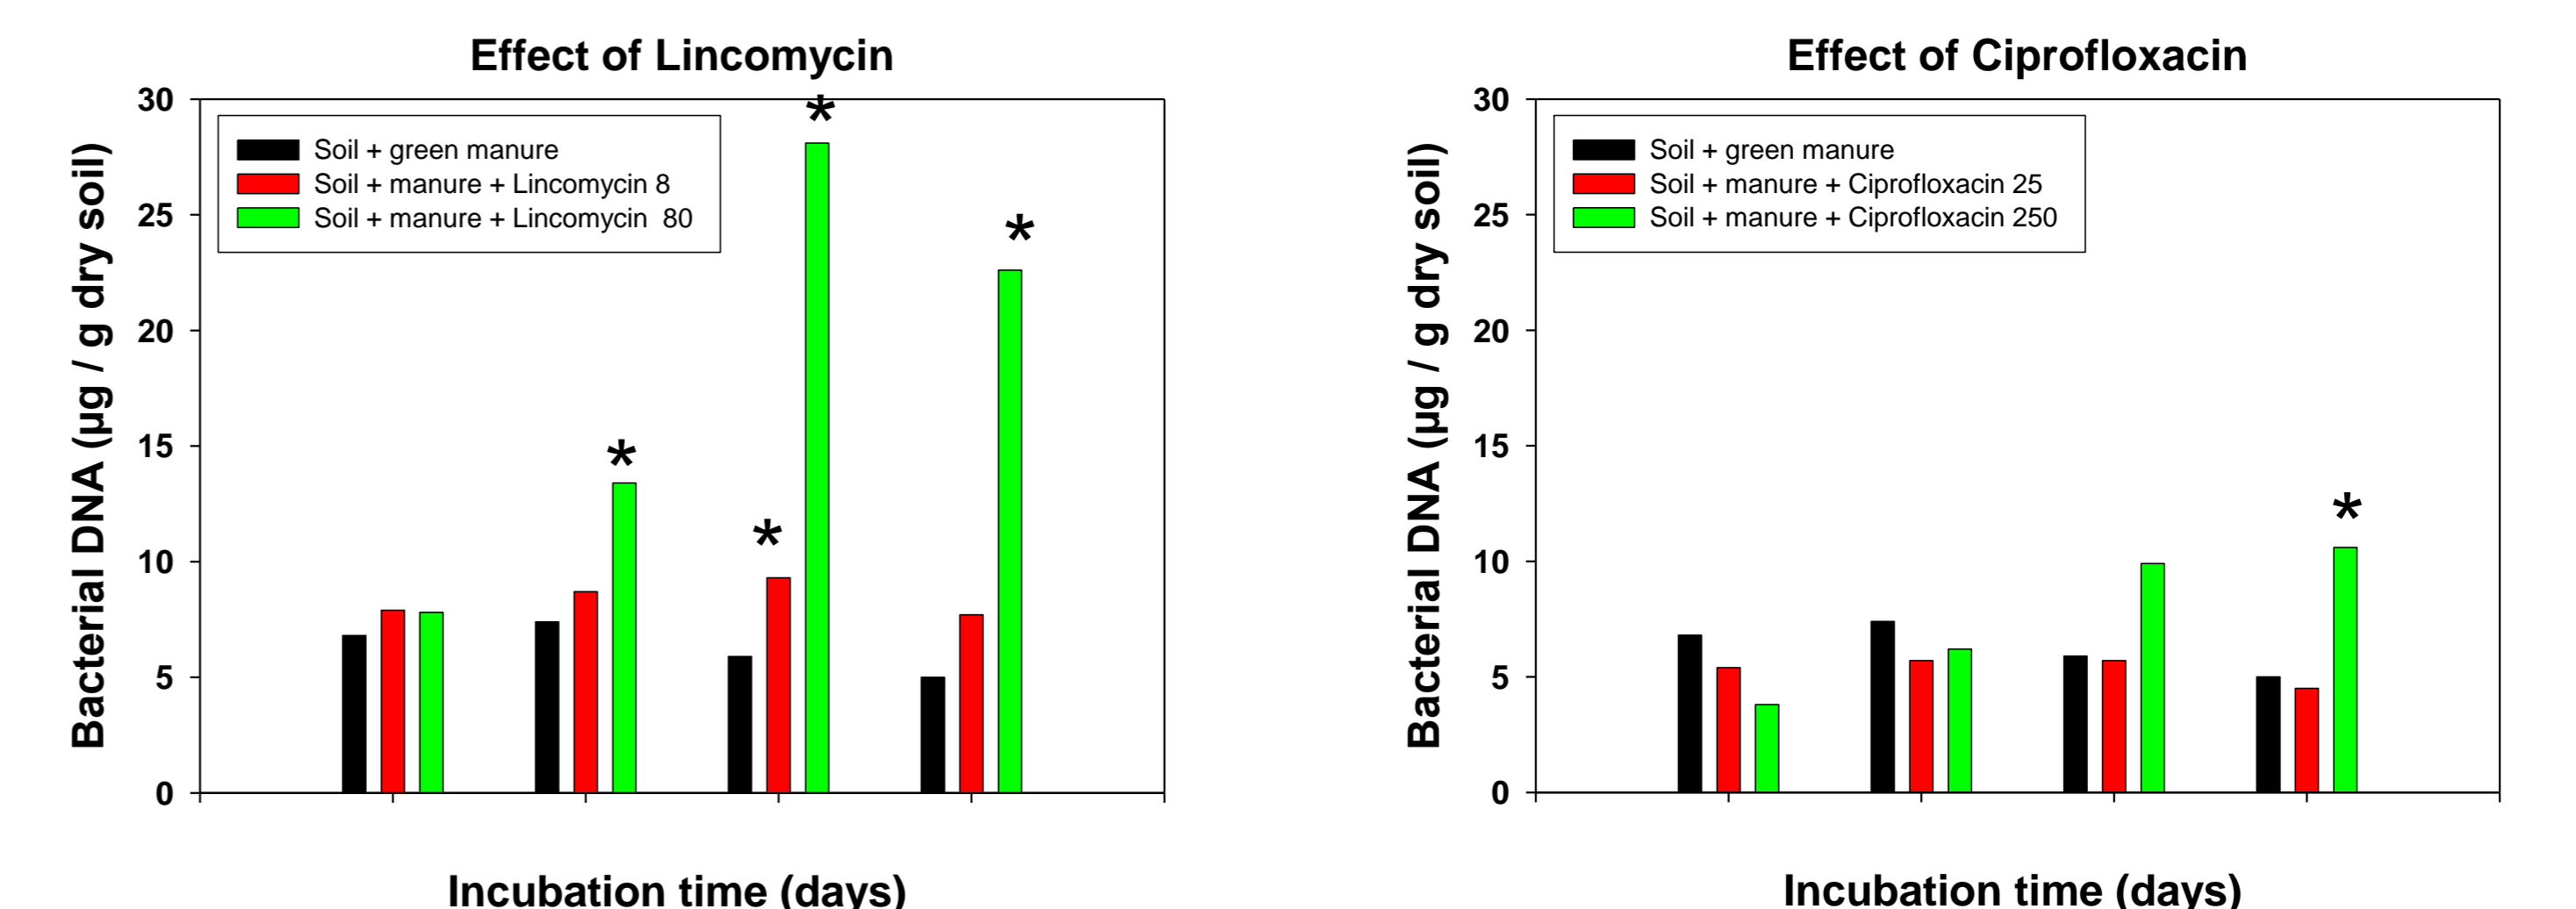 Effect of Lincomycin
30
25
20
15
10
5
0
Bacterial DNA (µg / g dry soil)
Soil + green manure
Soil + manure + Lincomycin 8
Soil + manure + Lincomycin  80
*
*
*
*
Incubation time (days)
Effect of Ciprofloxacin
30
25
20
15
10
5
0
Bacterial DNA (µg / g dry soil)
Soil + green manure
Soil + manure + Ciprofloxacin 25
Soil + manure + Ciprofloxacin 250
*
Incubation time (days)